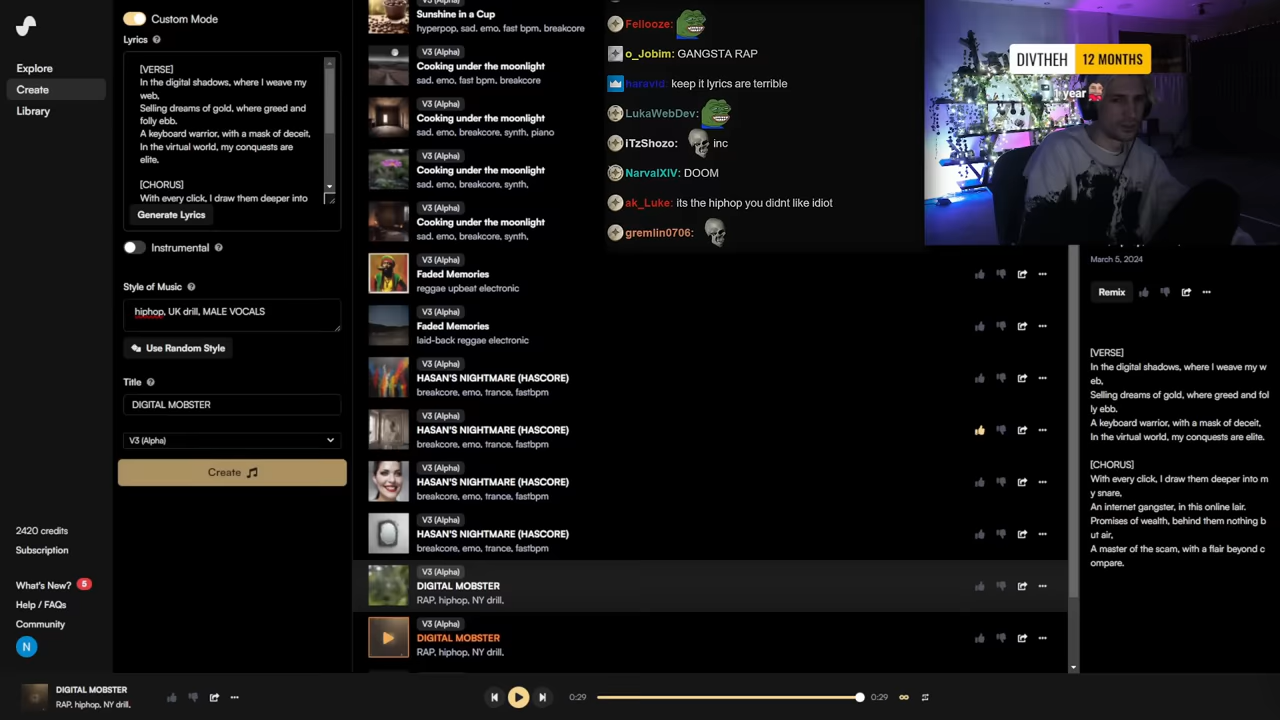 Explore
Create
Library
2420 credits
Subscription
What's New? 5
Help / FAQs
Community
N
Custom Mode
Lyrics
[VERSE]
In the digital shadows, where I weave my
web,
Selling dreams of gold, where greed and
folly ebb.
A keyboard warrior, with a mask of deceit,
In the virtual world, my conquests are
elite.
[CHORUS]
With every click, I draw them deeper into
Generate Lyrics
Instrumental
Style of Music
hiphop, UK drill, MALE VOCALS
Use Random Style
Title
DIGITAL MOBSTER
V3 (Alpha)
Create
Sunshine in a Cup
hyperpop, sad, emo, fast bpm, breakcore
V3 (Alpha)
Cooking under the moonlight
sad, emo, fast bpm, breakcore
V3 (Alpha)
Cooking under the moonlight
sad, emo, breakcore, synth, piano
V3 (Alpha)
Cooking under the moonlight
sad, emo, breakcore, synth,
V3 (Alpha)
Cooking under the moonlight
sad, emo, breakcore, synth,
V3 (Alpha)
Faded Memories
reggae upbeat electronic
V3 (Alpha)
Faded Memories
laid-back reggae electronic
V3 (Alpha)
HASAN'S NIGHTMARE (HASCORE)
breakcore, emo, trance, fastbpm
V3 (Alpha)
HASAN'S NIGHTMARE (HASCORE)
breakcore, emo, trance, fastbpm
V3 (Alpha)
HASAN'S NIGHTMARE (HASCORE)
breakcore, emo, trance, fastbpm
V3 (Alpha)
HASAN'S NIGHTMARE (HASCORE)
breakcore, emo, trance, fastbpm
V3 (Alpha)
DIGITAL MOBSTER
RAP, hiphop, NY drill,
V3 (Alpha)
DIGITAL MOBSTER
RAP, hiphop, NY drill,
Fellooze:
o_Jobim: GANGSTA RAP
haravid: keep it lyrics are terrible
LukaWebDev:
ITzShozo: inc
NarvalXIV: DOOM
ak_Luke: its the hiphop you didnt like idiot
gremlin0706:
DIVTHEH 12 MONTHS
1 year
March 5, 2024
Remix
[VERSE]
In the digital shadows, where I weave my w
eb,
Selling dreams of gold, where greed and fol
ly ebb.
A keyboard warrior, with a mask of deceit,
In the virtual world, my conquests are elite.
[CHORUS]
With every click, I draw them deeper into m
y snare,
An internet gangster, in this online lair.
Promises of wealth, behind them nothing b
ut air,
A master of the scam, with a flair beyond c
ompare.
DIGITAL MOBSTER
RAP, hiphop, NY drill,
0:29
0:29